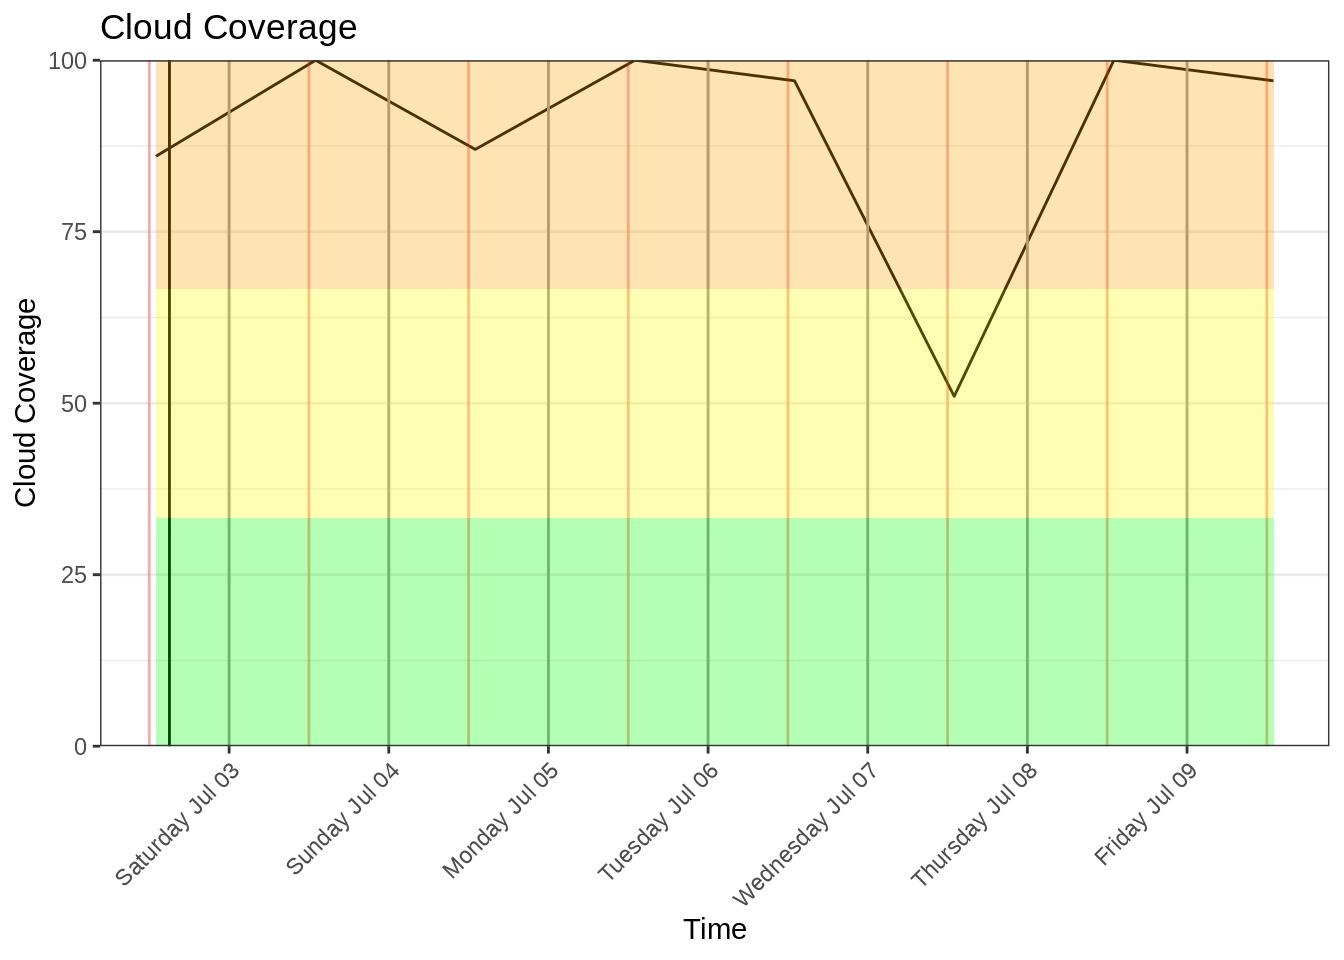 Cloud Coverage
100
75
50
25
0
Cloud Coverage
Saturday Jul 03
Sunday Jul 04
Monday Jul 05
Tuesday Jul 06
Wednesday Jul 07
Thursday Jul 08
Friday Jul 09
Time